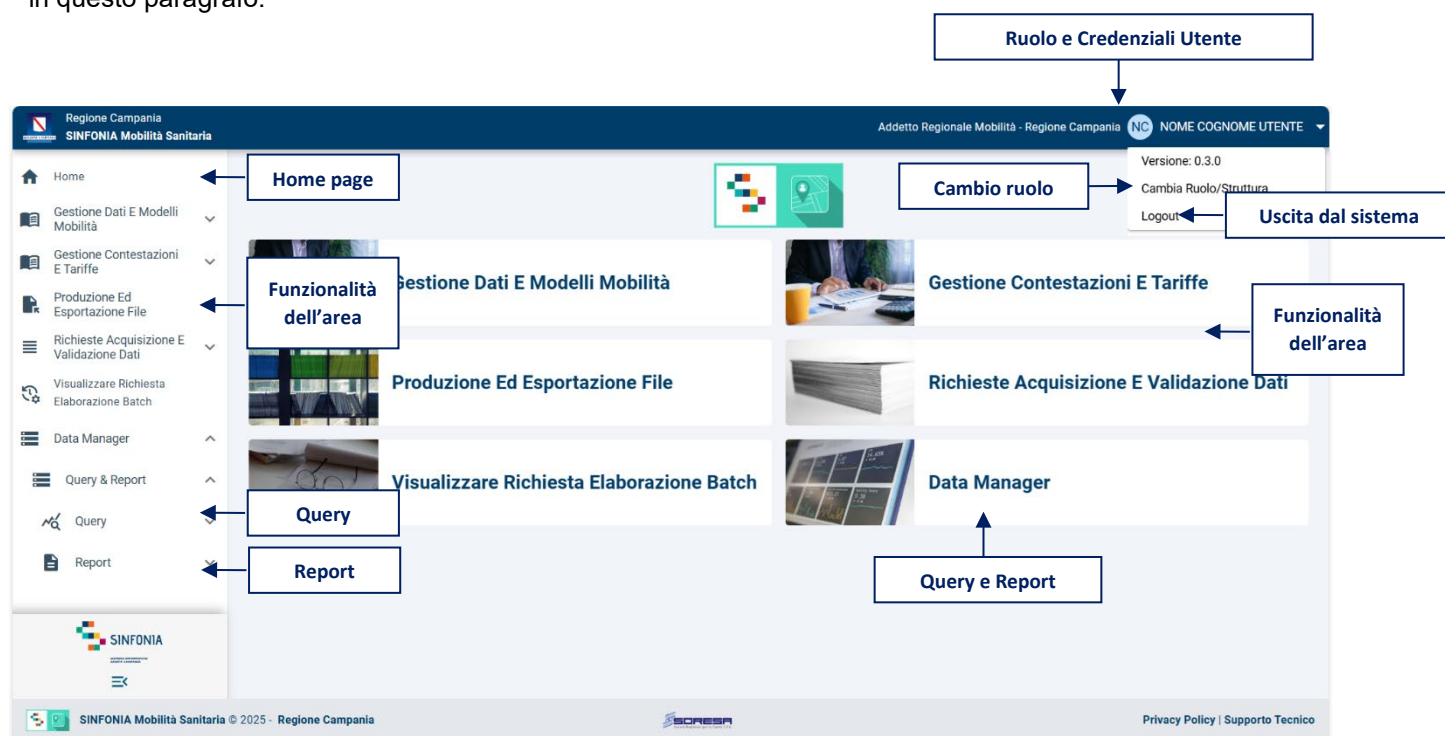 in questo paragrafo.
Ruolo e Credenziali Utente
Regione Campania
SINFONIA Mobilità Sanitaria
Addetto Regionale Mobilità - Regione Campania NC NOME COGNOME UTENTE
Versione: 0.3.0
Cambia Ruolo/Struttura
Logout
Cambio ruolo
Uscita dal sistema
Home
Home page
Gestione Dati E Modelli
Mobilità
Gestione Contestazioni
E Tariffe
Produzione Ed
Esportazione File
Richieste Acquisizione E
Validazione Dati
Visualizzare Richiesta
Elaborazione Batch
Data Manager
Query & Report
Query
Report
Funzionalità
dell'area
Query
Report
Gestione Dati E Modelli Mobilità
Gestione Contestazioni E Tariffe
Funzionalità
dell'area
Produzione Ed Esportazione File
Richieste Acquisizione E Validazione Dati
Visualizzare Richiesta Elaborazione Batch
Data Manager
Query e Report
SINFONIA
SINFONIA Mobilità Sanitaria © 2025 - Regione Campania
SORESA
Privacy Policy | Supporto Tecnico